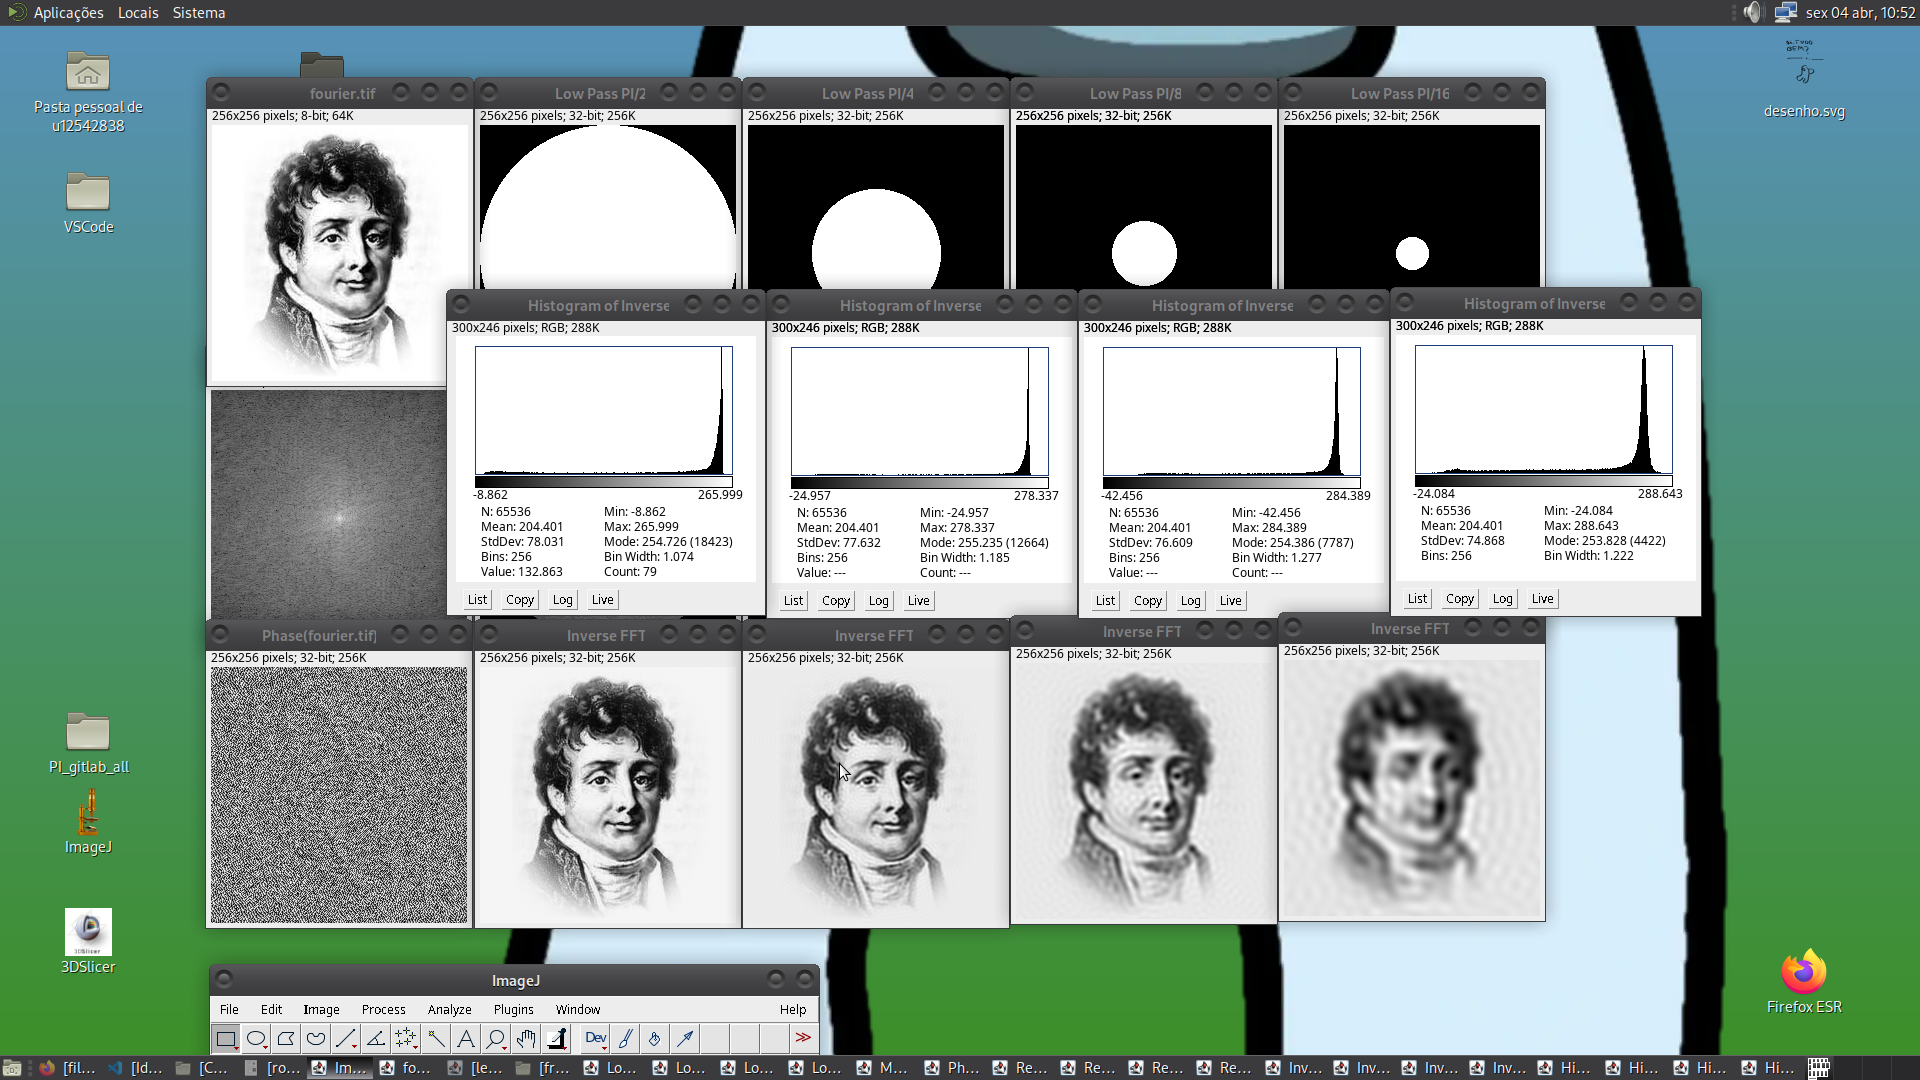 Aplicações Locais Sistema sex 04 abr, 10:52
Pasta pessoal de
u12542838
VSCode
PI_gitlab_all
ImageJ
3DSlicer
desenho.svg
Firefox ESR
fourier.tif
256x256 pixels; 8-bit; 64K
Low Pass PI/2
256x256 pixels; 32-bit; 256K
Low Pass PI/4
256x256 pixels; 32-bit; 256K
Low Pass PI/8
256x256 pixels; 32-bit; 256K
Low Pass PI/16
256x256 pixels; 32-bit; 256K
Histogram of Inverse
300x246 pixels; RGB; 288K
-8.862 265.999
N: 65536 Min: -8.862
Mean: 204.401 Max: 265.999
StdDev: 78.031 Mode: 254.726 (18423)
Bins: 256 Bin Width: 1.074
Value: 132.863 Count: 79
List Copy Log Live
Histogram of Inverse
300x246 pixels; RGB; 288K
-24.957 278.337
N: 65536 Min: -24.957
Mean: 204.401 Max: 278.337
StdDev: 77.632 Mode: 255.235 (12664)
Bins: 256 Bin Width: 1.185
Value: --- Count: ---
List Copy Log Live
Histogram of Inverse
300x246 pixels; RGB; 288K
-42.456 284.389
N: 65536 Min: -42.456
Mean: 204.401 Max: 284.389
StdDev: 76.609 Mode: 254.386 (7787)
Bins: 256 Bin Width: 1.277
Value: --- Count: ---
List Copy Log Live
Histogram of Inverse
300x246 pixels; RGB; 288K
-24.084 288.643
N: 65536 Min: -24.084
Mean: 204.401 Max: 288.643
StdDev: 74.868 Mode: 253.828 (4422)
Bins: 256 Bin Width: 1.222
List Copy Log Live
Phase(fourier.tif)
256x256 pixels; 32-bit; 256K
Inverse FFT
256x256 pixels; 32-bit; 256K
Inverse FFT
256x256 pixels; 32-bit; 256K
Inverse FFT
256x256 pixels; 32-bit; 256K
Inverse FFT
256x256 pixels; 32-bit; 256K
ImageJ
File Edit Image Process Analyze Plugins Window Help
A Dev >>
[fil... [Id... [C... [ro... Im... fo... [le... [fr... Lo... Lo... Lo... Lo... M... Ph... Re... Re... Re... Re... Inv... Inv... Inv... Inv... Hi... Hi... Hi... Hi...